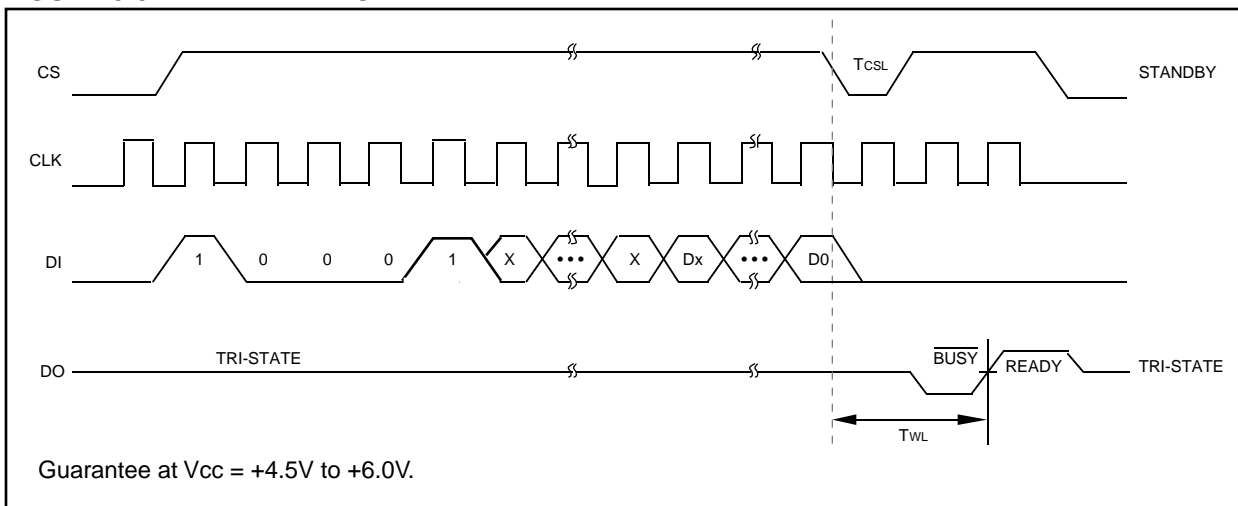 CS
TCSL
STANDBY
CLK
DI
1 0 0 0 1 X ••• X Dx ••• D0
DO
TRI-STATE
BUSY
READY
TRI-STATE
TWL
Guarantee at Vcc = +4.5V to +6.0V.